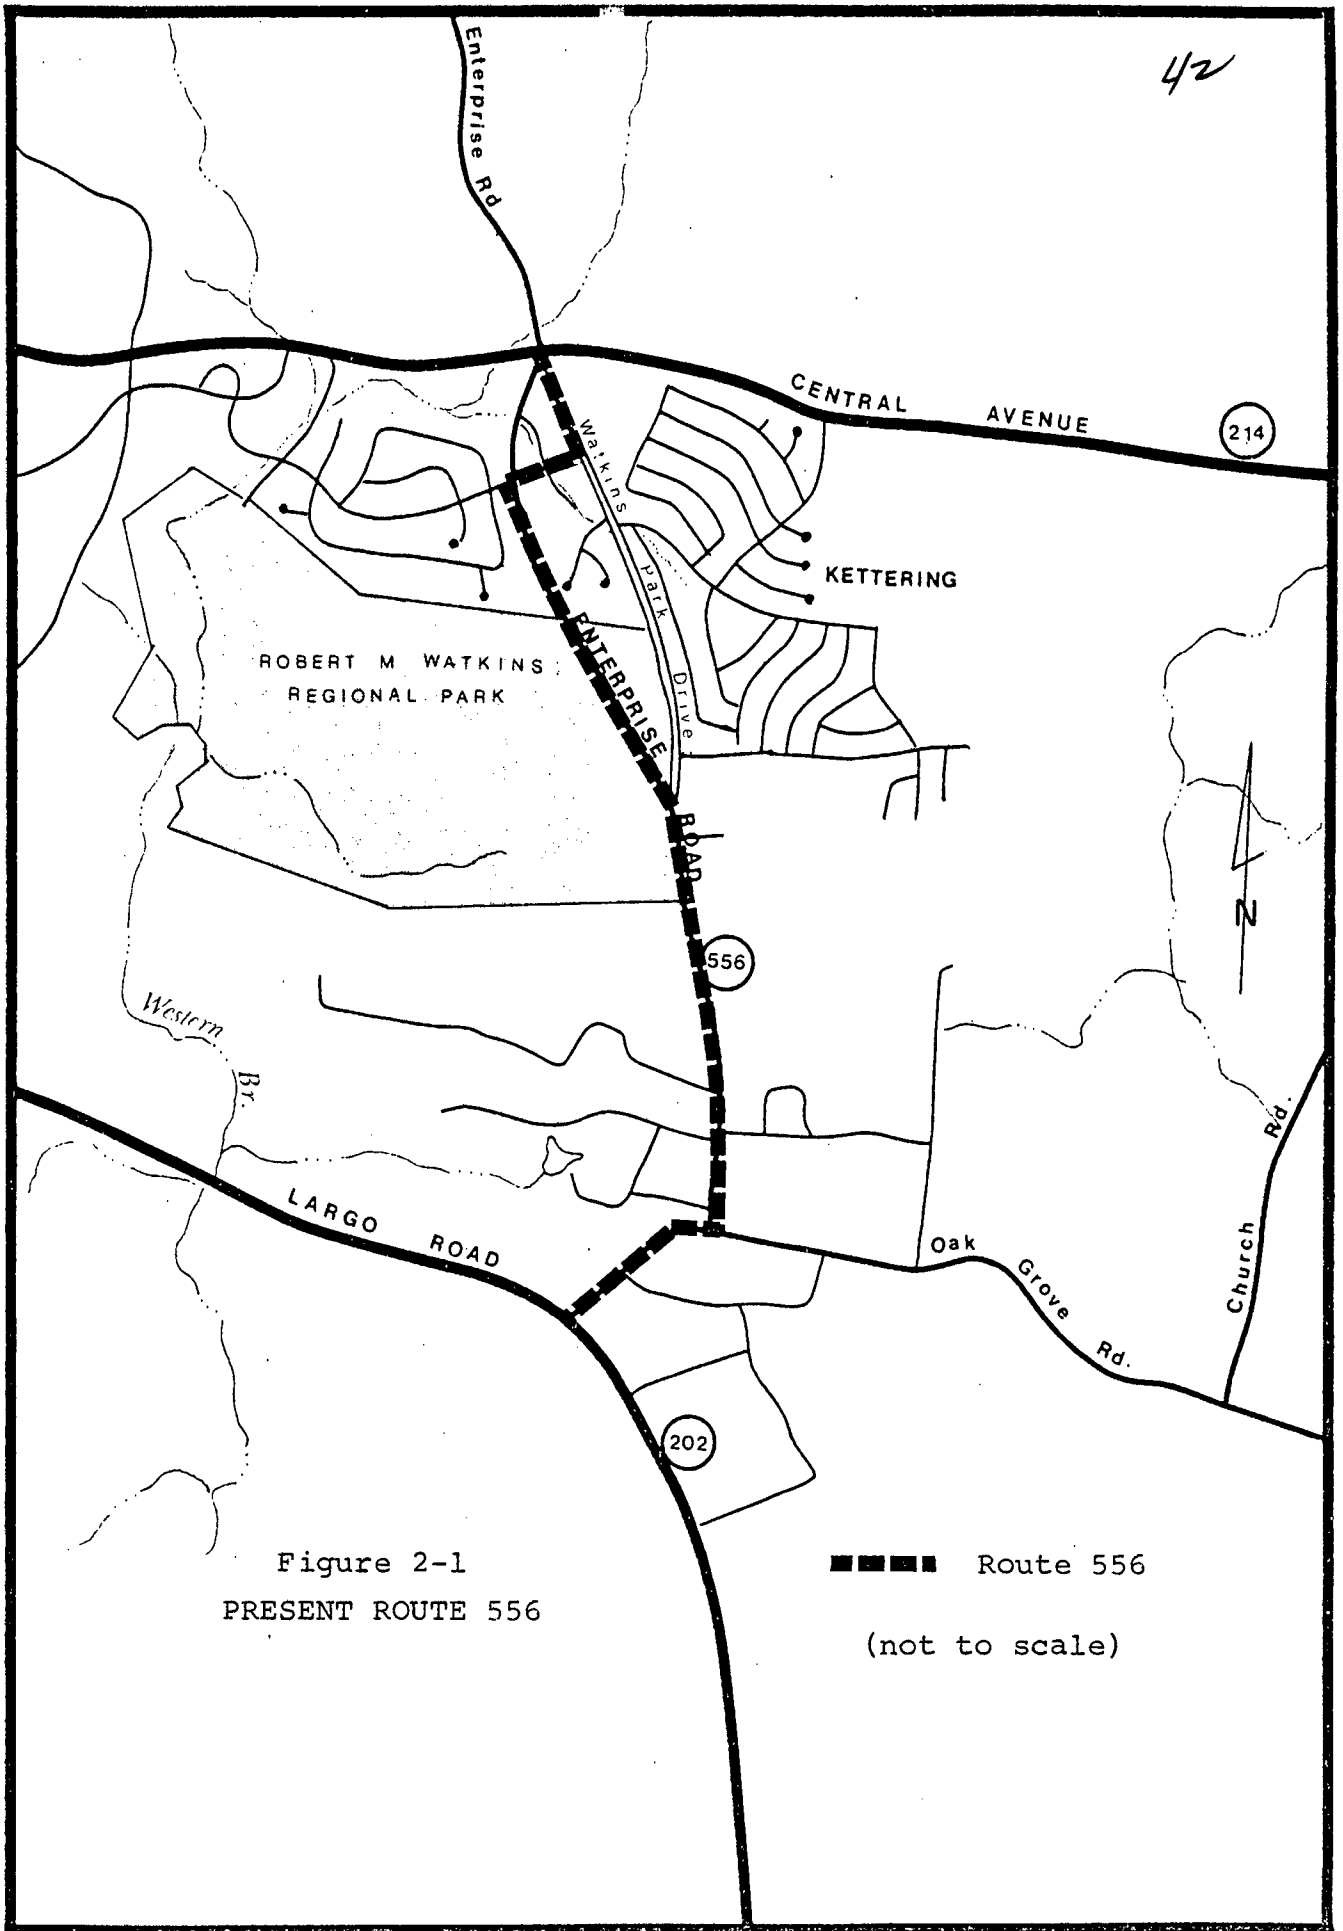 42
Enterprise Rd
CENTRAL AVENUE
214
Watkins Park Drive
KETTERING
ROBERT M WATKINS
REGIONAL PARK
ENTERPRISE ROAD
N
556
Western Br.
LARGO ROAD
Oak Grove Rd.
Church Rd.
202
Figure 2-1
PRESENT ROUTE 556
Route 556
(not to scale)